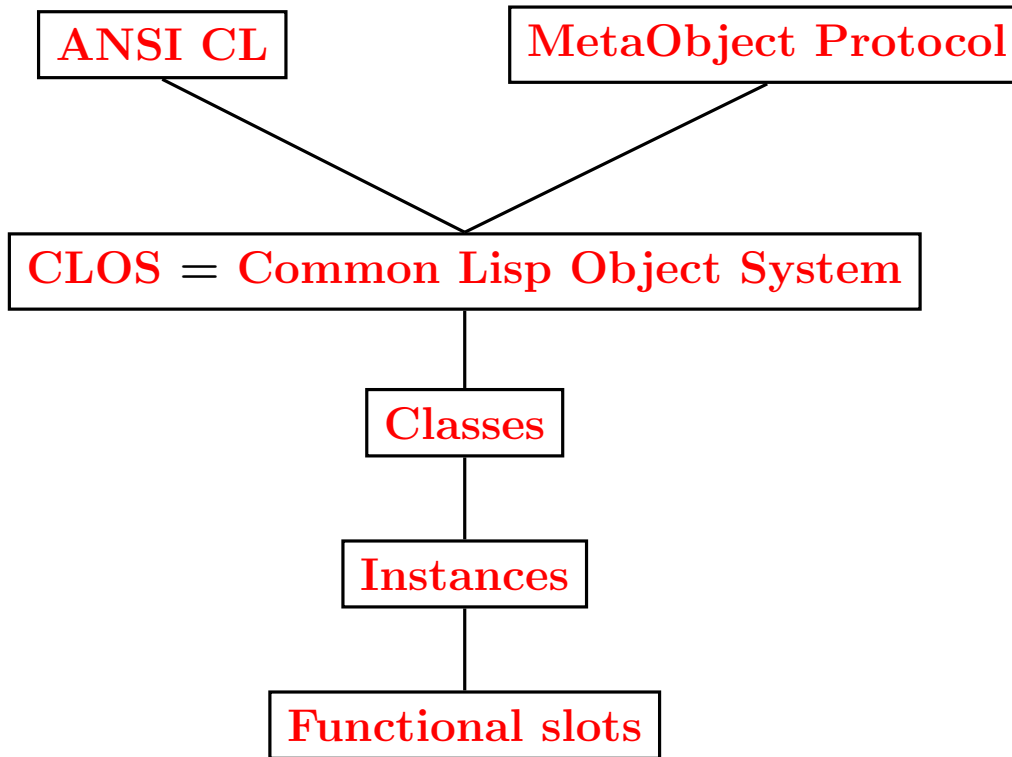 ANSI CL
MetaObject Protocol
CLOS = Common Lisp Object System
Classes
Instances
Functional slots